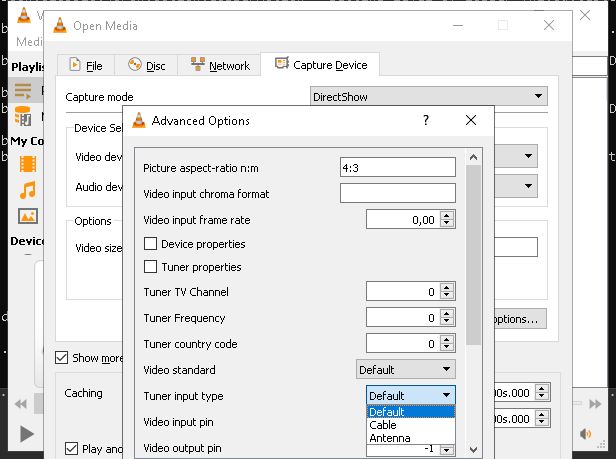 V
Open Media
Medi
File
Disc
Network
Capture Device
Playlis
Capture mode
DirectShow
Advanced Options
?
Device Sel
Picture aspect-ratio n:m
4:3
My Co
Video devi
Video input chroma format
Audio dev
Video input frame rate
0,00
Options
Device properties
Device
Video size
Tuner properties
Tuner TV Channel
0
Tuner Frequency
0
options...
Tuner country code
0
Show more
Video standard
Default
Caching
Tuner input type
Default
00s.000
Default
Cable
Antenna
Video input pin
00s.000
Play and
Video output pin
-1